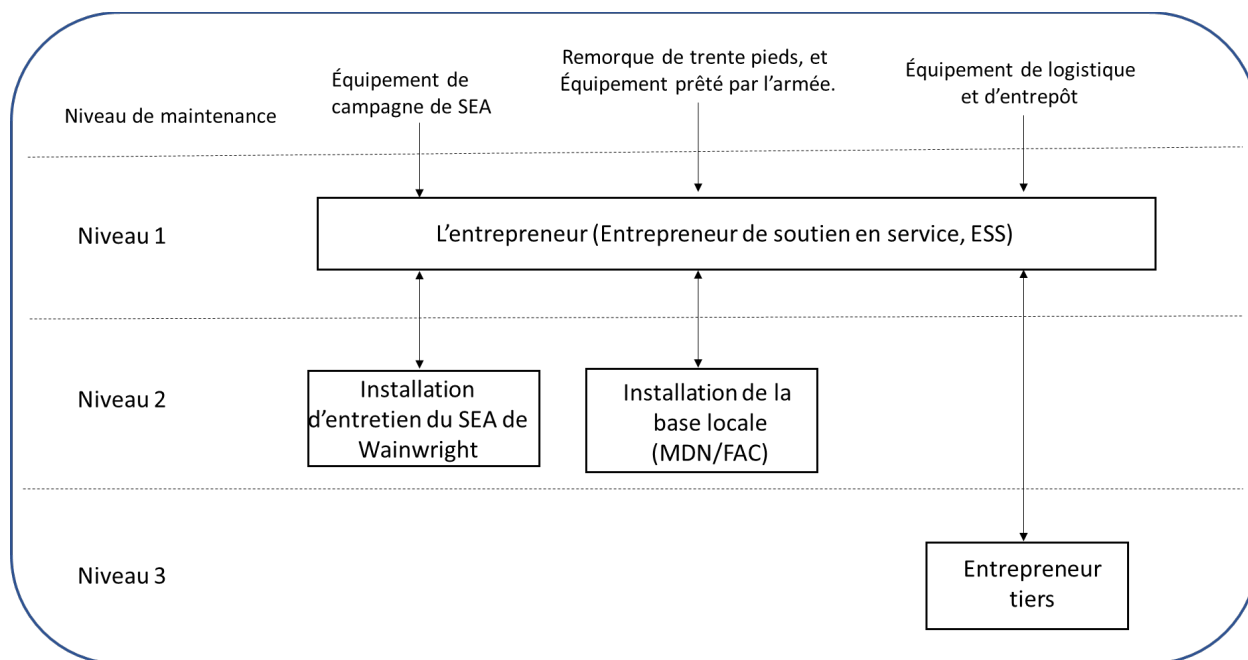 Niveau de maintenance
Équipement de
campagne de SEA
Remorque de trente pieds, et
Équipement prêté par l’armée.
Équipement de logistique
et d’entrepôt
Niveau 1
L’entrepreneur (Entrepreneur de soutien en service, ESS)
Niveau 2
Installation
d’entretien du SEA de
Wainwright
Installation de la
base locale
(MDN/FAC)
Niveau 3
Entrepreneur
tiers